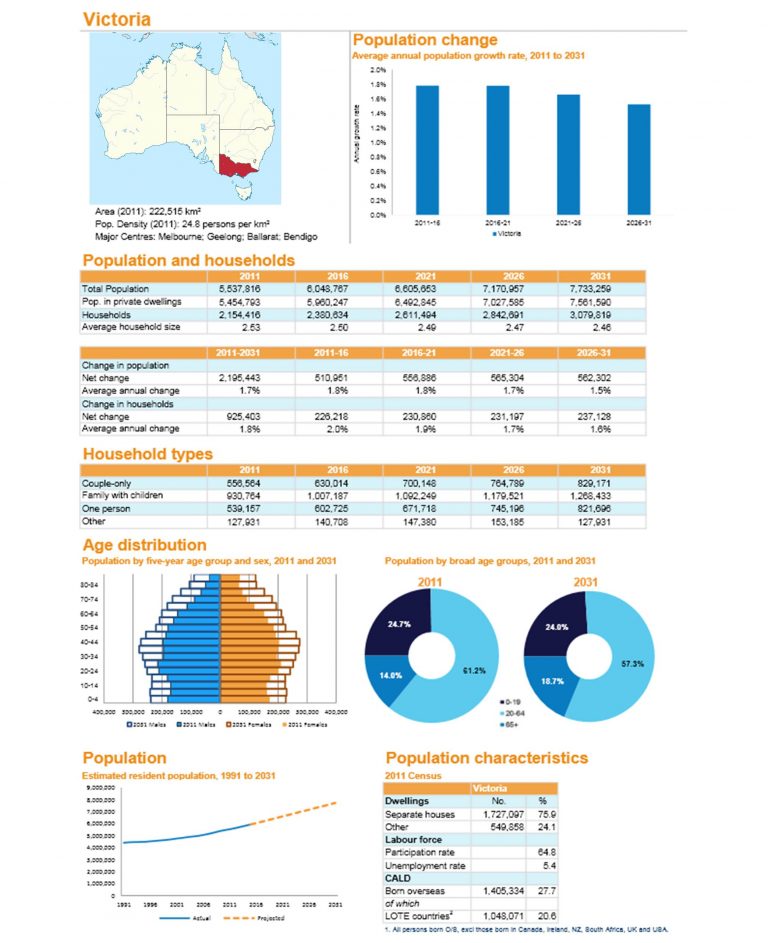 Victoria
Population change
Average annual population growth rate, 2011 to 2031
2.0%
1.8%
1.6%
1.4%
1.2%
1.0%
0.8%
0.6%
0.4%
0.2%
0.0%
Annual growth rate
2011-16 2016-21 2021-26 2026-31
Victoria
Area (2011): 222,515 km²
Pop. Density (2011): 24.8 persons per km²
Major Centres: Melbourne; Geelong; Ballarat; Bendigo
Population and households
2011 2016 2021 2026 2031
Total Population 5,537,816 6,048,767 6,605,653 7,170,957 7,733,259
Pop. in private dwellings 5,454,793 5,960,247 6,492,845 7,027,585 7,561,590
Households 2,154,416 2,380,634 2,611,494 2,842,691 3,079,819
Average household size 2.53 2.50 2.49 2.47 2.46
2011-2031 2011-16 2016-21 2021-26 2026-31
Change in population
Net change 2,195,443 510,951 556,886 565,304 562,302
Average annual change 1.7% 1.8% 1.8% 1.7% 1.5%
Change in households
Net change 925,403 226,218 230,860 231,197 237,128
Average annual change 1.8% 2.0% 1.9% 1.7% 1.6%
Household types
2011 2016 2021 2026 2031
Couple-only 556,564 630,014 700,148 764,789 829,171
Family with children 930,764 1,007,187 1,092,249 1,179,521 1,268,433
One person 539,157 602,725 671,718 745,196 821,696
Other 127,931 140,708 147,380 153,185 127,931
Age distribution
Population by five-year age group and sex, 2011 and 2031
80-84
70-74
60-64
50-54
40-44
30-34
20-24
10-14
0-4
400,000 300,000 200,000 100,000 0 100,000 200,000 300,000 400,000
2031 Males 2011 Males 2031 Females 2011 Females
Population by broad age groups, 2011 and 2031
2011
24.7%
14.0%
61.2%
2031
24.0%
18.7%
57.3%
0-19
20-64
65+
Population
Estimated resident population, 1991 to 2031
9,000,000
8,000,000
7,000,000
6,000,000
5,000,000
4,000,000
3,000,000
2,000,000
1,000,000
0
1991 1996 2001 2006 2011 2016 2021 2026 2031
Actual Projected
Population characteristics
2011 Census
Victoria
Dwellings No. %
Separate houses 1,727,097 75.9
Other 549,858 24.1
Labour force
Participation rate 64.8
Unemployment rate 5.4
CALD
Born overseas 1,405,334 27.7
of which
LOTE countries² 1,048,071 20.6
1. All persons born O/S, excl those born in Canada, Ireland, NZ, South Africa, UK and USA.